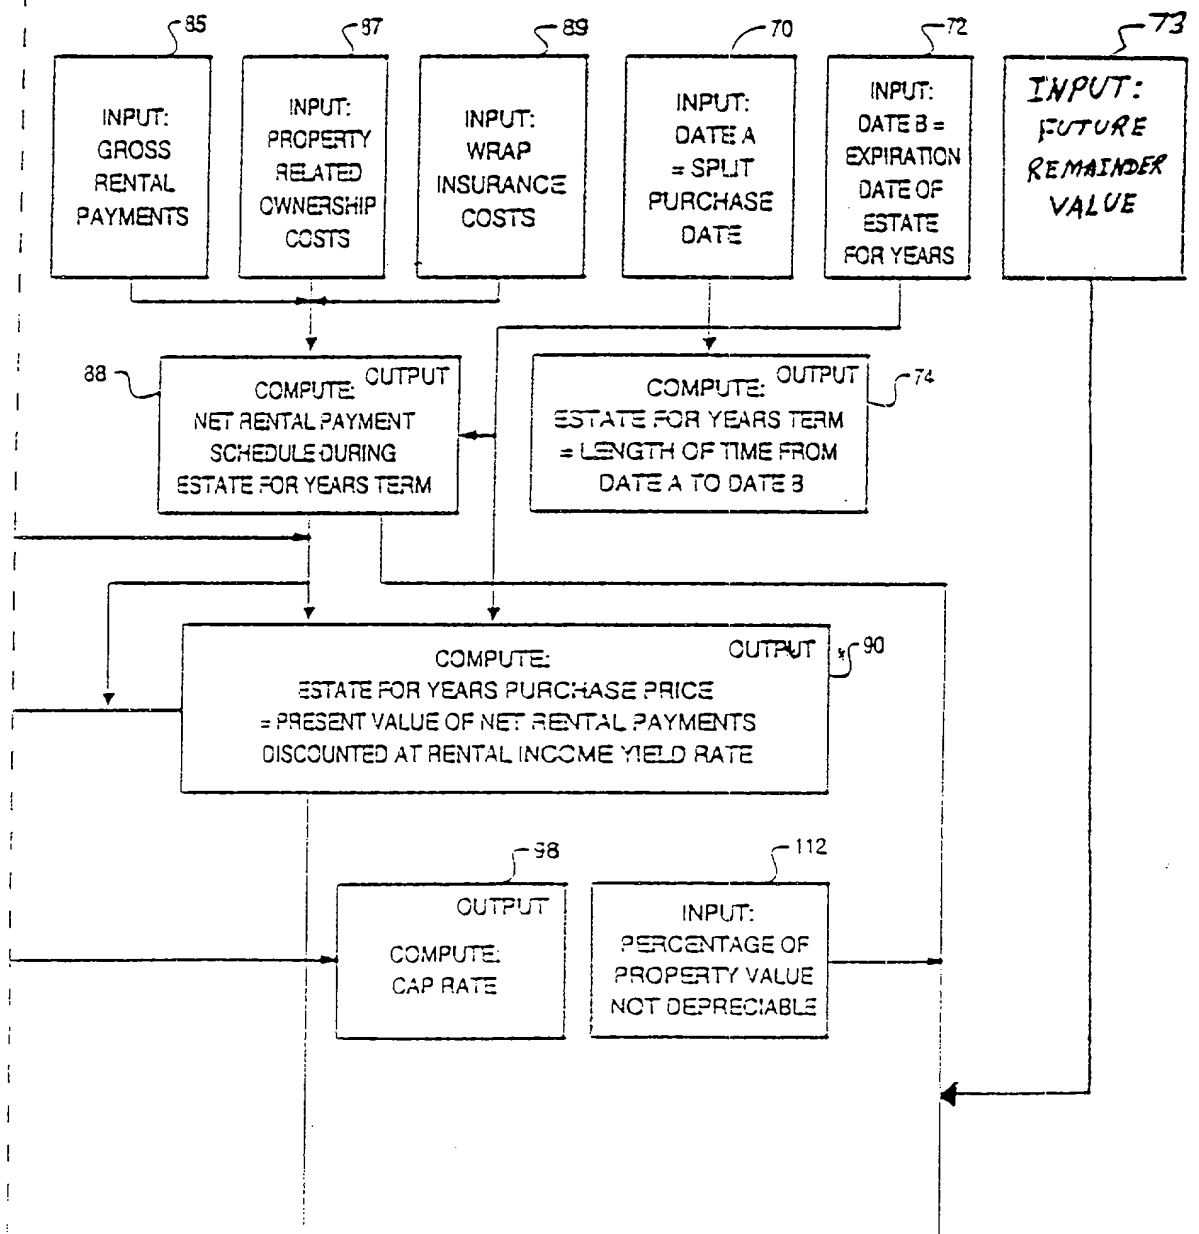 85
87
89
70
72
73
INPUT:
GROSS
RENTAL
PAYMENTS
INPUT:
PROPERTY
RELATED
OWNERSHIP
COSTS
INPUT:
WRAP
INSURANCE
COSTS
INPUT:
DATE A
= SPLIT
PURCHASE
DATE
INPUT:
DATE B =
EXPIRATION
DATE OF
ESTATE
FOR YEARS
INPUT:
FUTURE
REMAINDER
VALUE
88
OUTPUT
COMPUTE:
NET RENTAL PAYMENT
SCHEDULE DURING
ESTATE FOR YEARS TERM
OUTPUT
74
COMPUTE:
ESTATE FOR YEARS TERM
= LENGTH OF TIME FROM
DATE A TO DATE B
OUTPUT
* 90
COMPUTE:
ESTATE FOR YEARS PURCHASE PRICE
= PRESENT VALUE OF NET RENTAL PAYMENTS
DISCOUNTED AT RENTAL INCOME YIELD RATE
98
OUTPUT
COMPUTE:
CAP RATE
112
INPUT:
PERCENTAGE OF
PROPERTY VALUE
NOT DEPRECIABLE